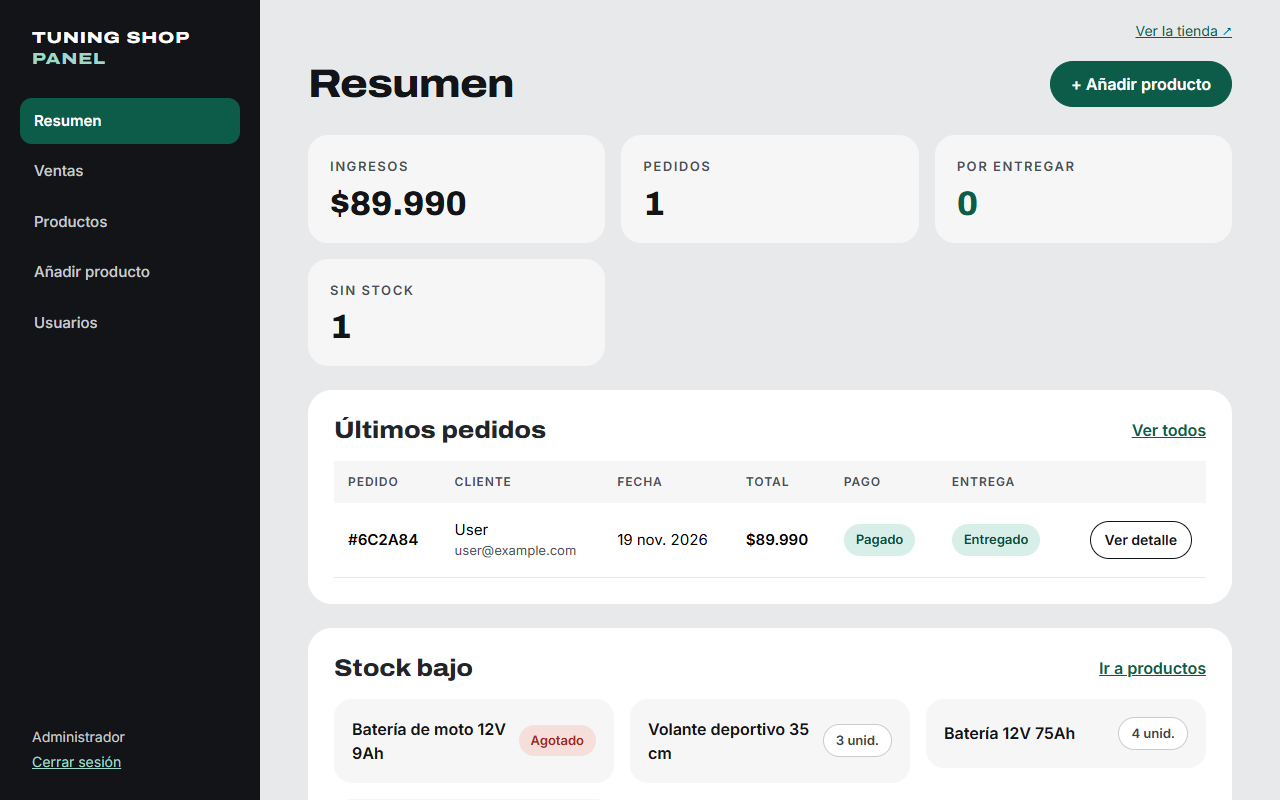 TUNING SHOP
PANEL
Resumen
Ventas
Productos
Añadir producto
Usuarios
Administrador
Cerrar sesión
Ver la tienda ↗
Resumen
+ Añadir producto
INGRESOS
$89.990
PEDIDOS
1
POR ENTREGAR
0
SIN STOCK
1
Últimos pedidos
Ver todos
PEDIDO CLIENTE FECHA TOTAL PAGO ENTREGA
#6C2A84 User user@example.com 19 nov. 2026 $89.990 Pagado Entregado Ver detalle
Stock bajo
Ir a productos
Batería de moto 12V
9Ah
Agotado
Volante deportivo 35
cm
3 unid.
Batería 12V 75Ah
4 unid.